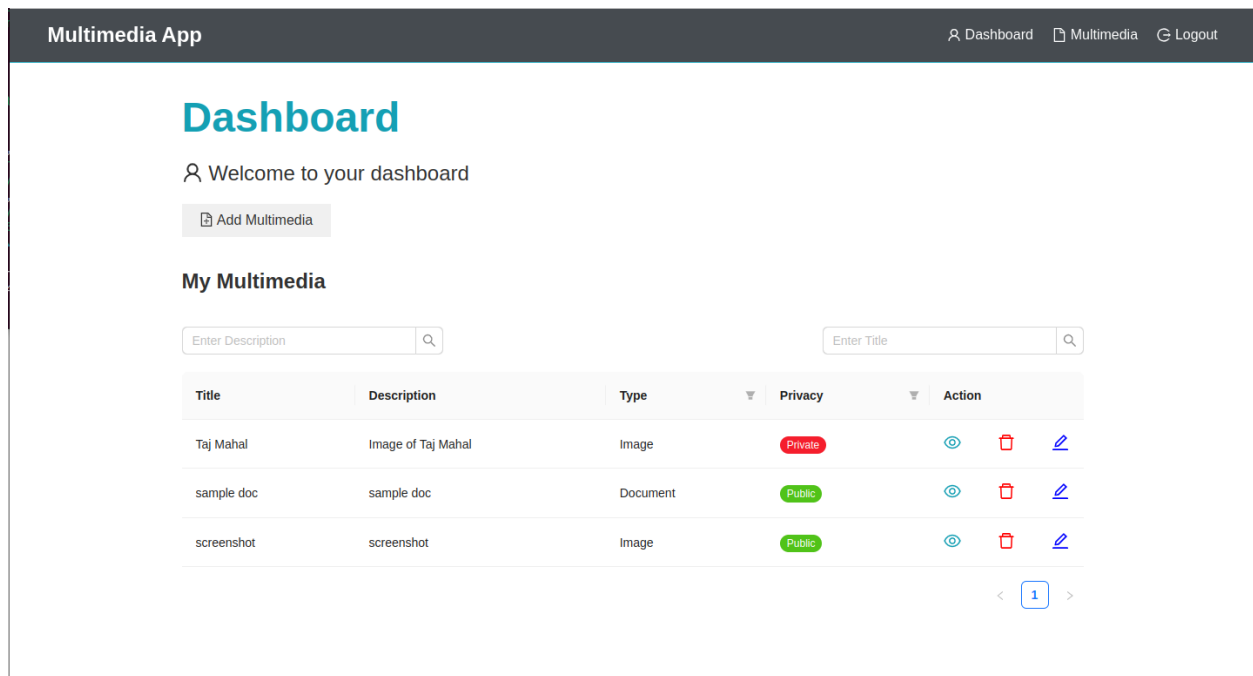 Multimedia App Dashboard Multimedia Logout
Dashboard
Welcome to your dashboard
Add Multimedia
My Multimedia
Enter Description Enter Title
Title Description Type Privacy Action
Taj Mahal Image of Taj Mahal Image Private
sample doc sample doc Document Public
screenshot screenshot Image Public
< 1 >